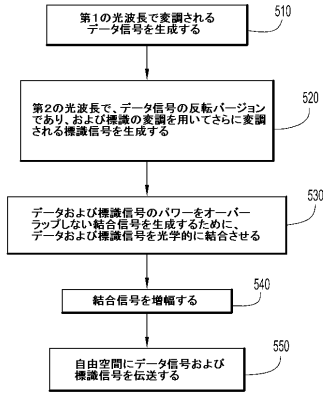 第1の光波長で変調される
データ信号を生成する
510
第2の光波長で、データ信号の反転バージョン
であり、および標識の変調を用いてさらに変調
される標識信号を生成する
520
データおよび標識信号のパワーをオーバー
ラップしない結合信号を生成するために、
データおよび標識を光学的に結合させる
530
結合信号を増幅する
540
自由空間にデータ信号および
標識信号を伝送する
550